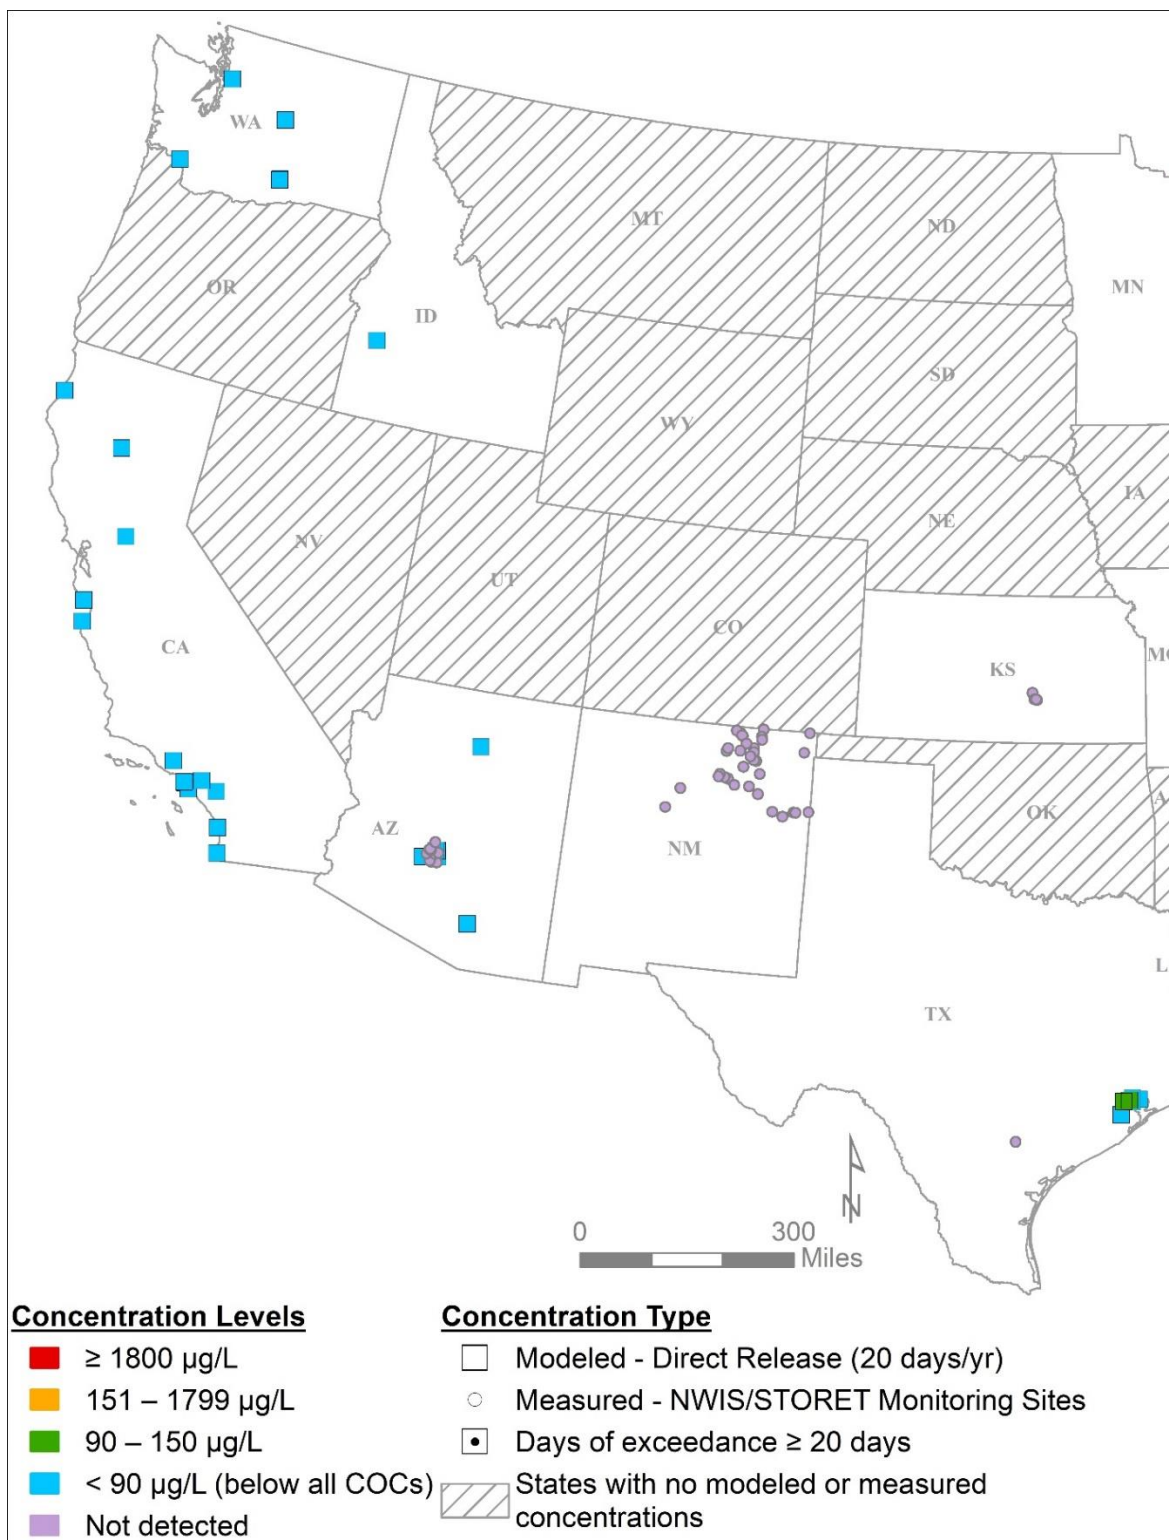 WA
MT
ND
MN
OR
ID
SD
WY
IA
NE
NV
UT
CO
CA
KS
MO
AZ
NM
OK
A
L
TX
N
0 300
Miles
Concentration Levels
≥ 1800 µg/L
151 – 1799 µg/L
90 – 150 µg/L
< 90 µg/L (below all COCs)
Not detected
Concentration Type
Modeled - Direct Release (20 days/yr)
Measured - NWIS/STORET Monitoring Sites
Days of exceedance ≥ 20 days
States with no modeled or measured
concentrations